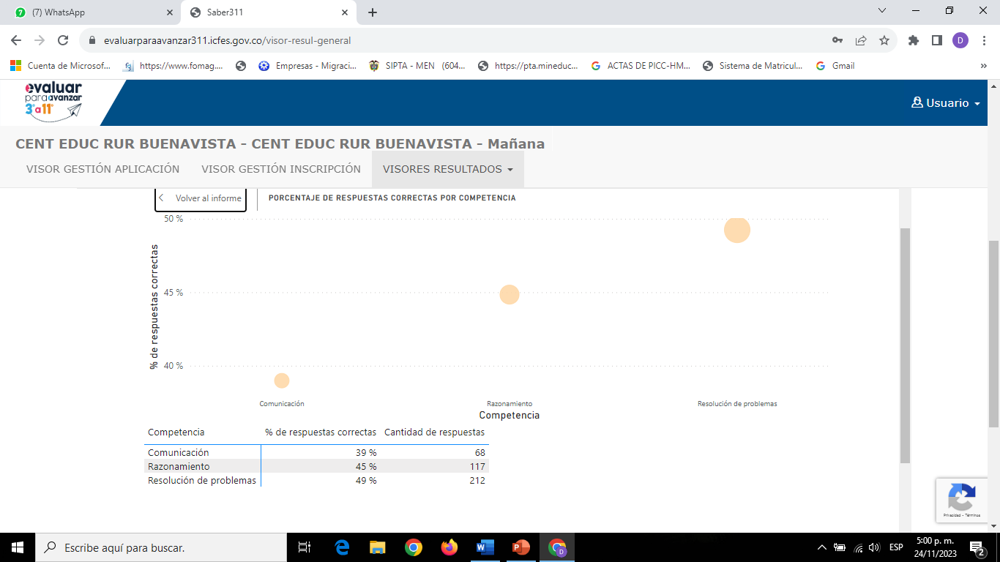 (7) WhatsApp
Saber311
evaluarparaavanzar311.icfes.gov.co/visor-resul-general
D
Cuenta de Microsof...
https://www.fomag....
Empresas - Migraci...
SIPTA - MEN (604...
https://pta.mineduc...
ACTAS DE PICC-HM...
Sistema de Matricul...
Gmail
»
evaluar
para avanzar
3° a 11°
Usuario
CENT EDUC RUR BUENAVISTA - CENT EDUC RUR BUENAVISTA - Mañana
VISOR GESTIÓN APLICACIÓN VISOR GESTIÓN INSCRIPCIÓN VISORES RESULTADOS
Volver al informe
PORCENTAJE DE RESPUESTAS CORRECTAS POR COMPETENCIA
% de respuestas correctas
50 %
45 %
40 %
Comunicación Razonamiento Resolución de problemas
Competencia
Competencia % de respuestas correctas Cantidad de respuestas
Comunicación 39 % 68
Razonamiento 45 % 117
Resolución de problemas 49 % 212
Privacidad - Términos
Escribe aquí para buscar.
ESP
5:00 p. m.
24/11/2023
2